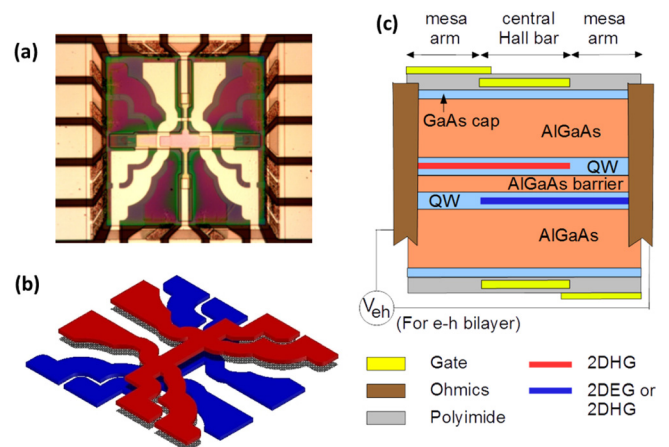 (a)
(b)
(c)
mesa
arm
central
Hall bar
mesa
arm
GaAs cap
AlGaAs
QW
AlGaAs barrier
QW
AlGaAs
Veh
(For e-h bilayer)
Gate
Ohmics
Polyimide
2DHG
2DEG or
2DHG